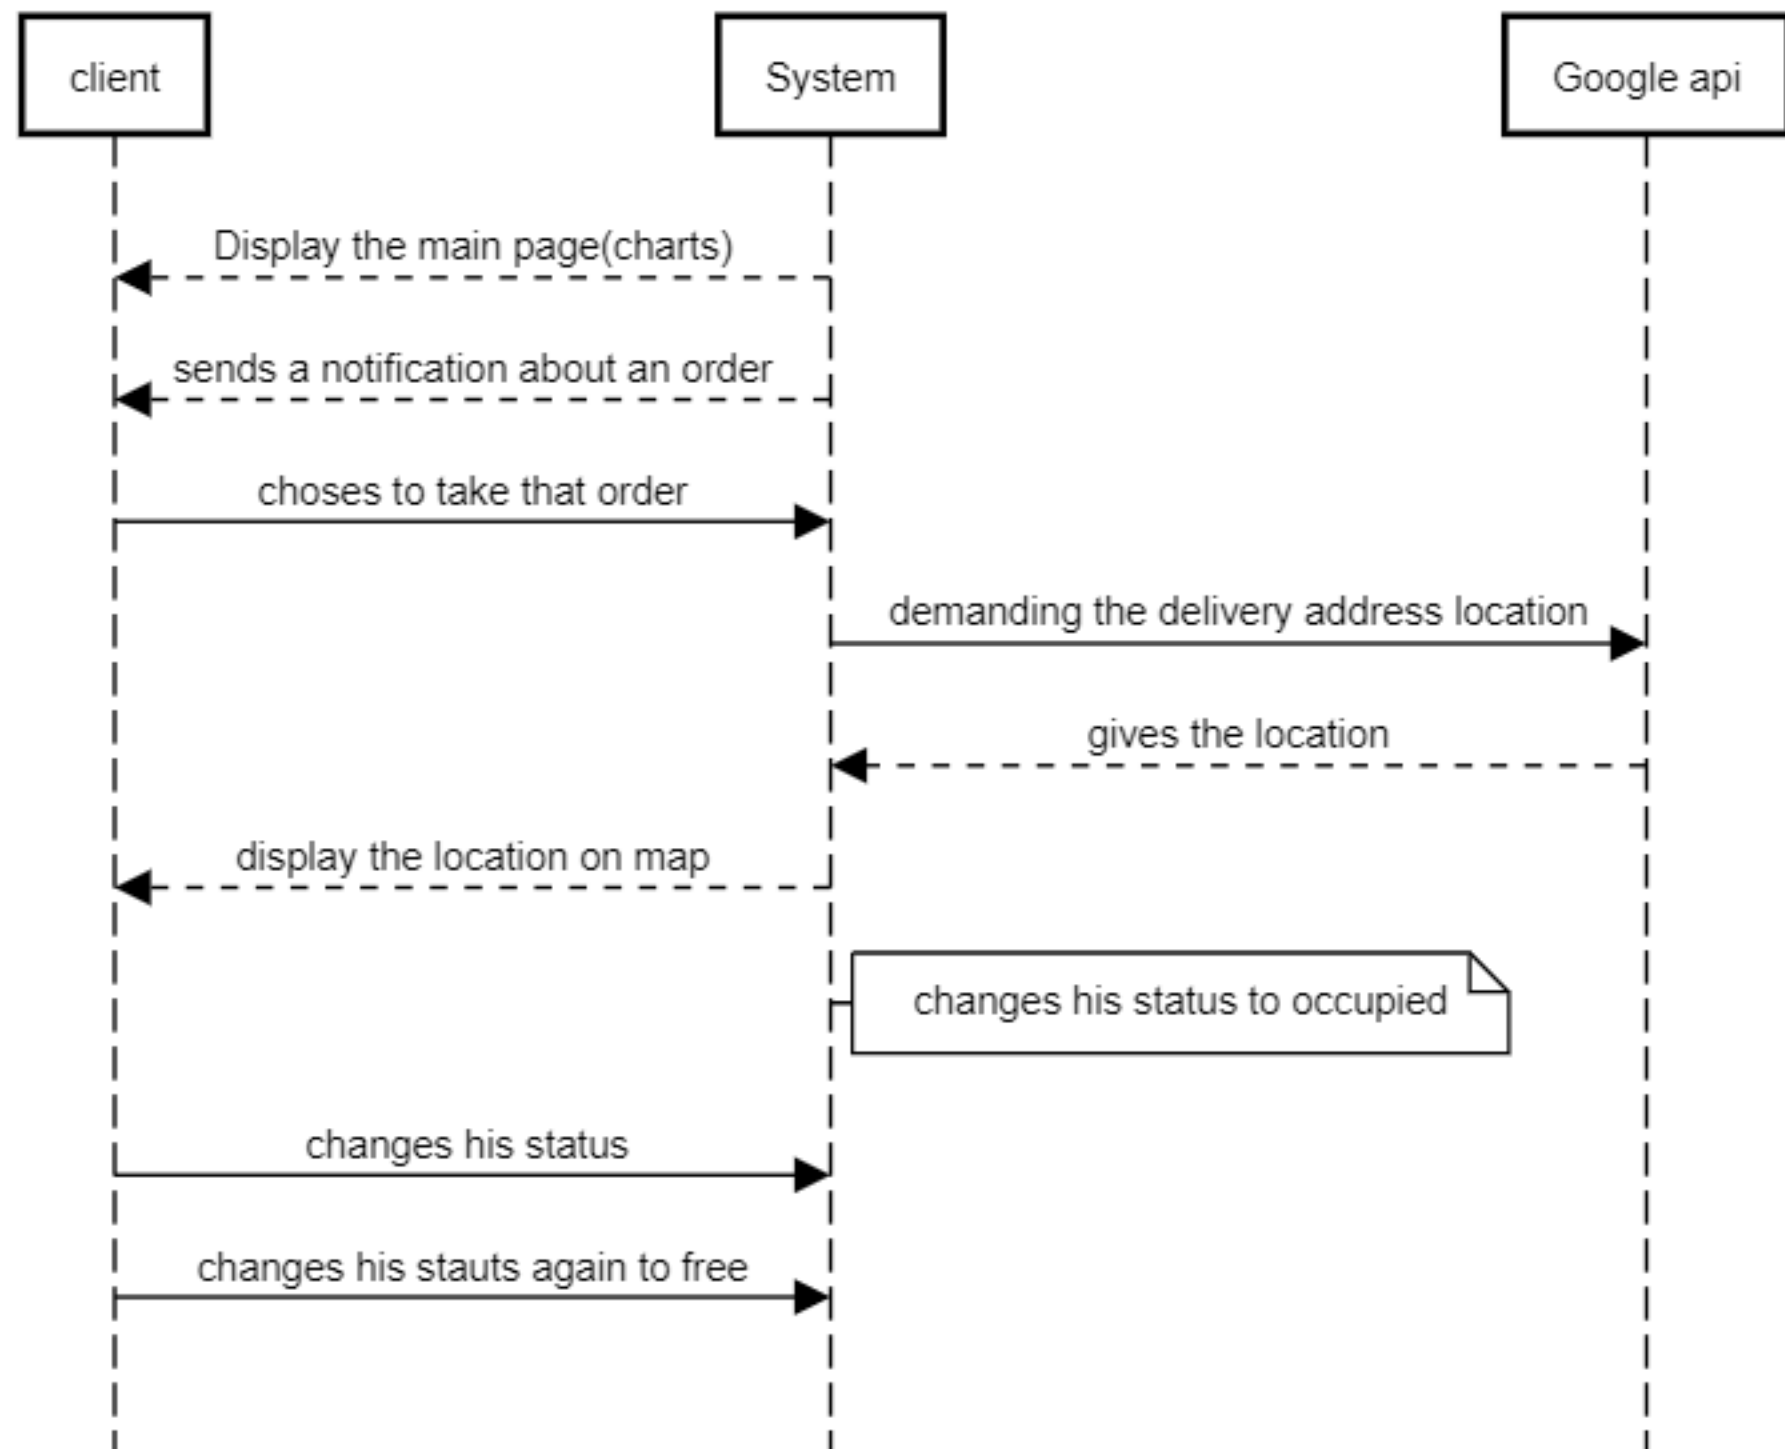 client
System
Google api
Display the main page(charts)
sends a notification about an order
choses to take that order
demanding the delivery address location
gives the location
display the location on map
changes his status to occupied
changes his status
changes his stauts again to free